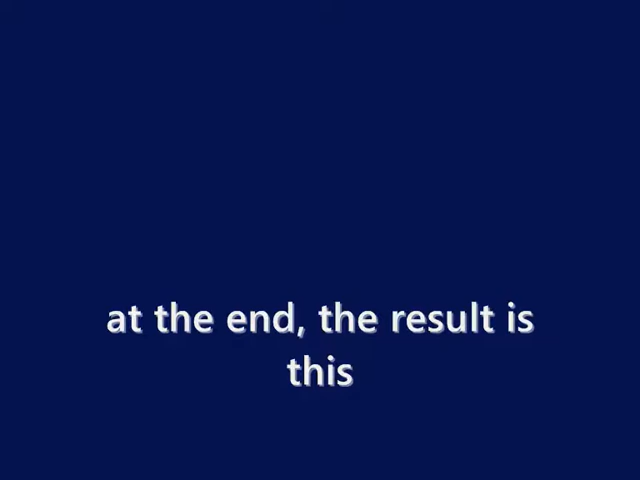 at the end, the result is
this